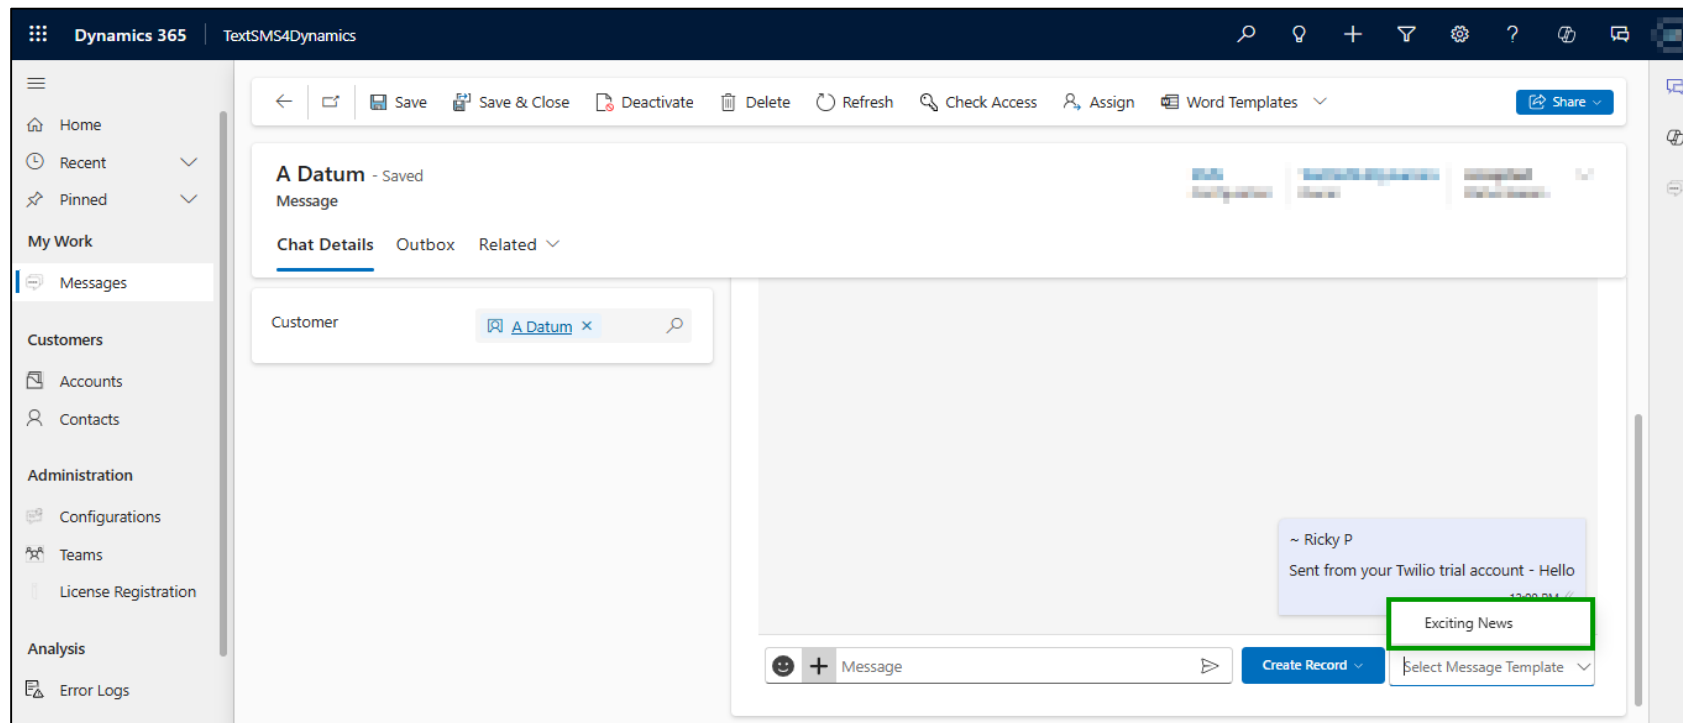 Dynamics 365 TextSMS4Dynamics
Save Save & Close Deactivate Delete Refresh Check Access Assign Word Templates Share
Home
Recent
Pinned
My Work
Messages
Customers
Accounts
Contacts
Administration
Configurations
Teams
License Registration
Analysis
Error Logs
A Datum - Saved
Message
Chat Details Outbox Related
Customer A Datum
~ Ricky P
Sent from your Twilio trial account - Hello
Exciting News
Message Create Record Select Message Template